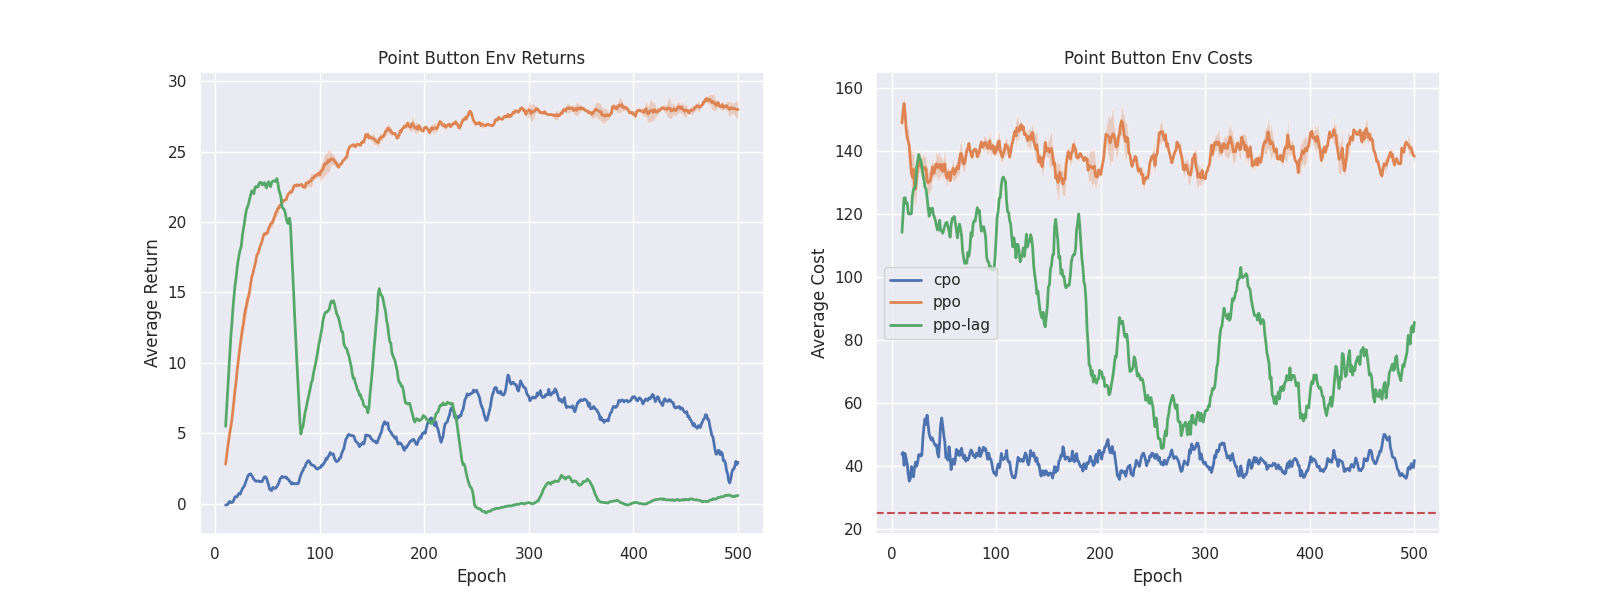 Point Button Env Returns
30
25
20
15
10
5
0
Average Return
0 100 200 300 400 500
Epoch
Point Button Env Costs
160
140
120
100
80
60
40
20
Average Cost
cpo
ppo
ppo-lag
0 100 200 300 400 500
Epoch